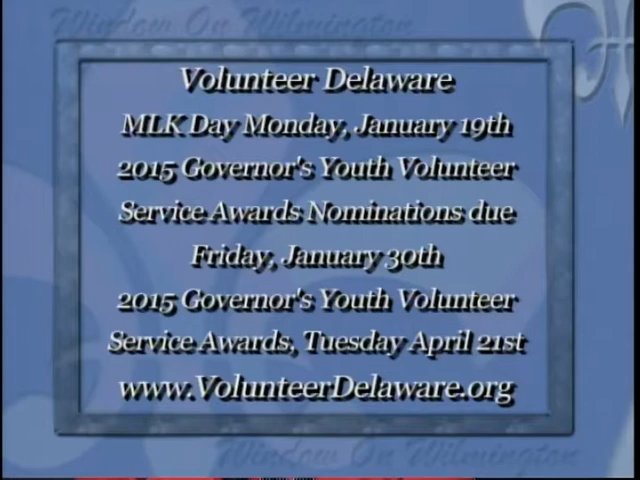 Window On Wilmington
Volunteer Delaware
MLK Day Monday, January 19th
2015 Governor's Youth Volunteer
Service Awards Nominations due
Friday, January 30th
2015 Governor's Youth Volunteer
Service Awards, Tuesday April 21st
www.VolunteerDelaware.org
Window On Wilmington